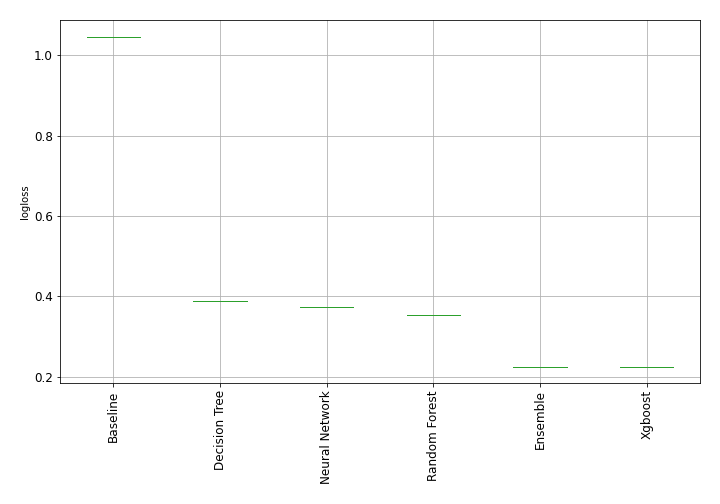 1.0
0.8
0.6
0.4
0.2
logloss
Baseline
Decision Tree
Neural Network
Random Forest
Ensemble
Xgboost